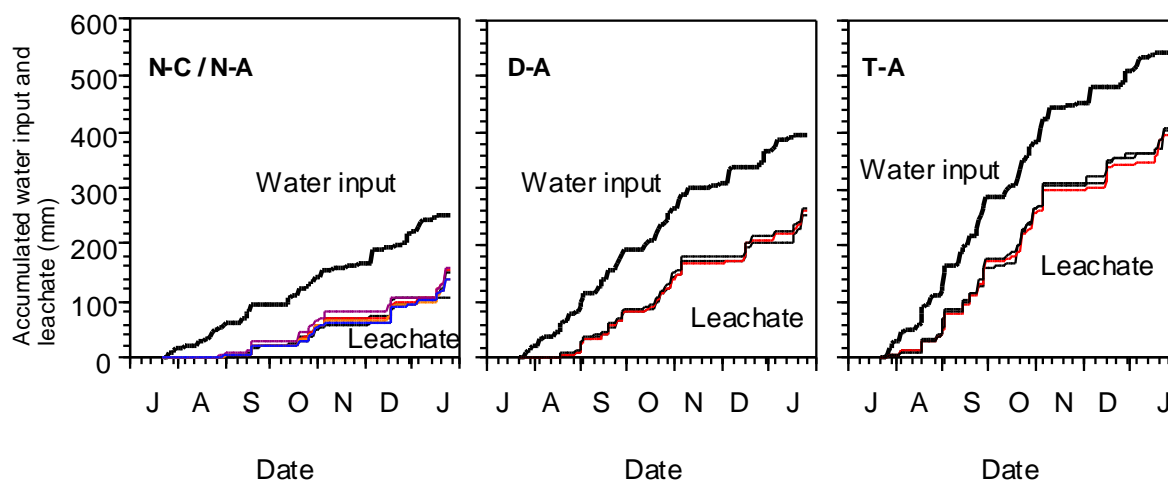 Accumulated water input and
leachate (mm)
600
500
400
300
200
100
0
N-C / N-A
Water input
Leachate
J A S O N D J
Date
D-A
Water input
Leachate
J A S O N D J
Date
T-A
Water input
Leachate
J A S O N D J
Date